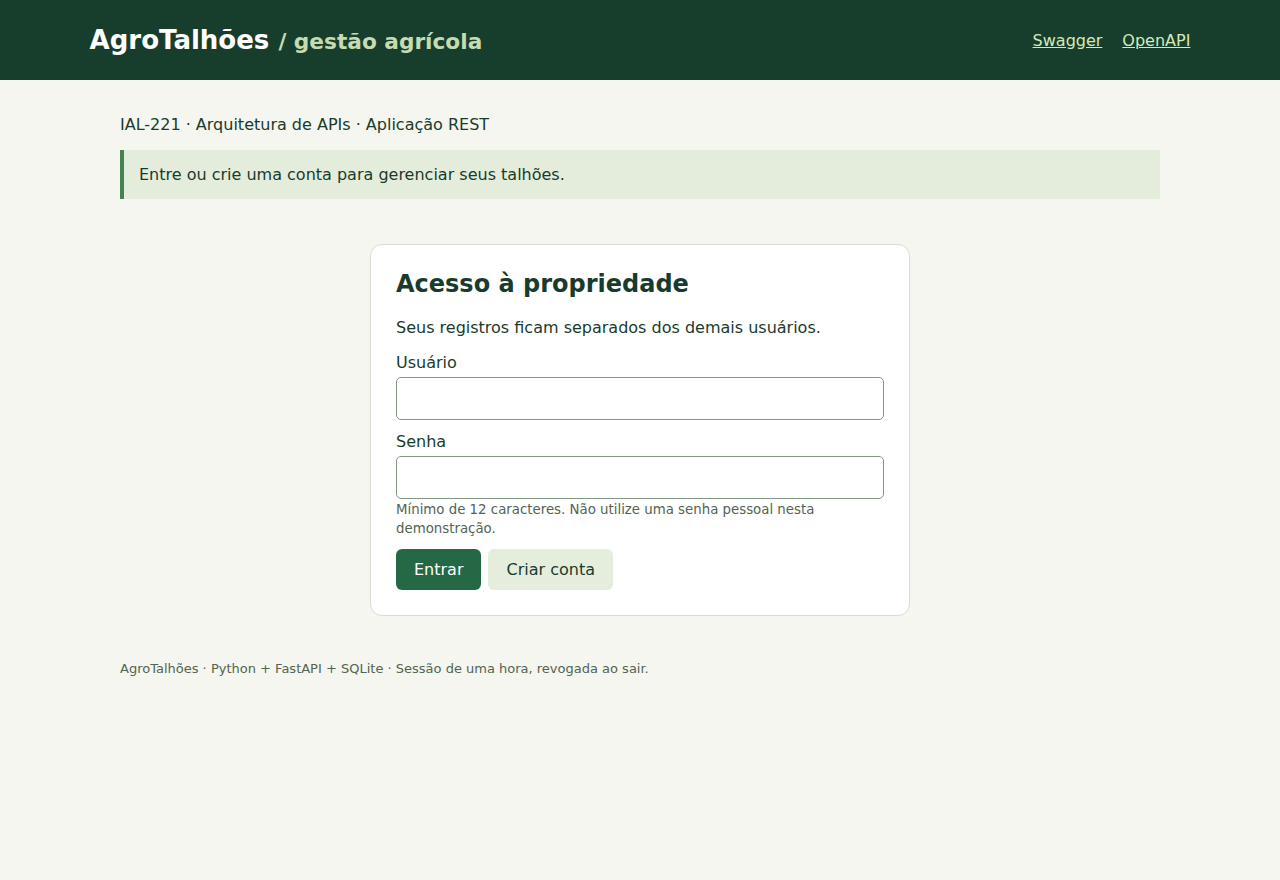 AgroTalhões / gestão agrícola
Swagger OpenAPI
IAL-221 · Arquitetura de APIs · Aplicação REST
Entre ou crie uma conta para gerenciar seus talhões.
Acesso à propriedade
Seus registros ficam separados dos demais usuários.
Usuário
Senha
Mínimo de 12 caracteres. Não utilize uma senha pessoal nesta
demonstração.
Entrar Criar conta
AgroTalhões · Python + FastAPI + SQLite · Sessão de uma hora, revogada ao sair.